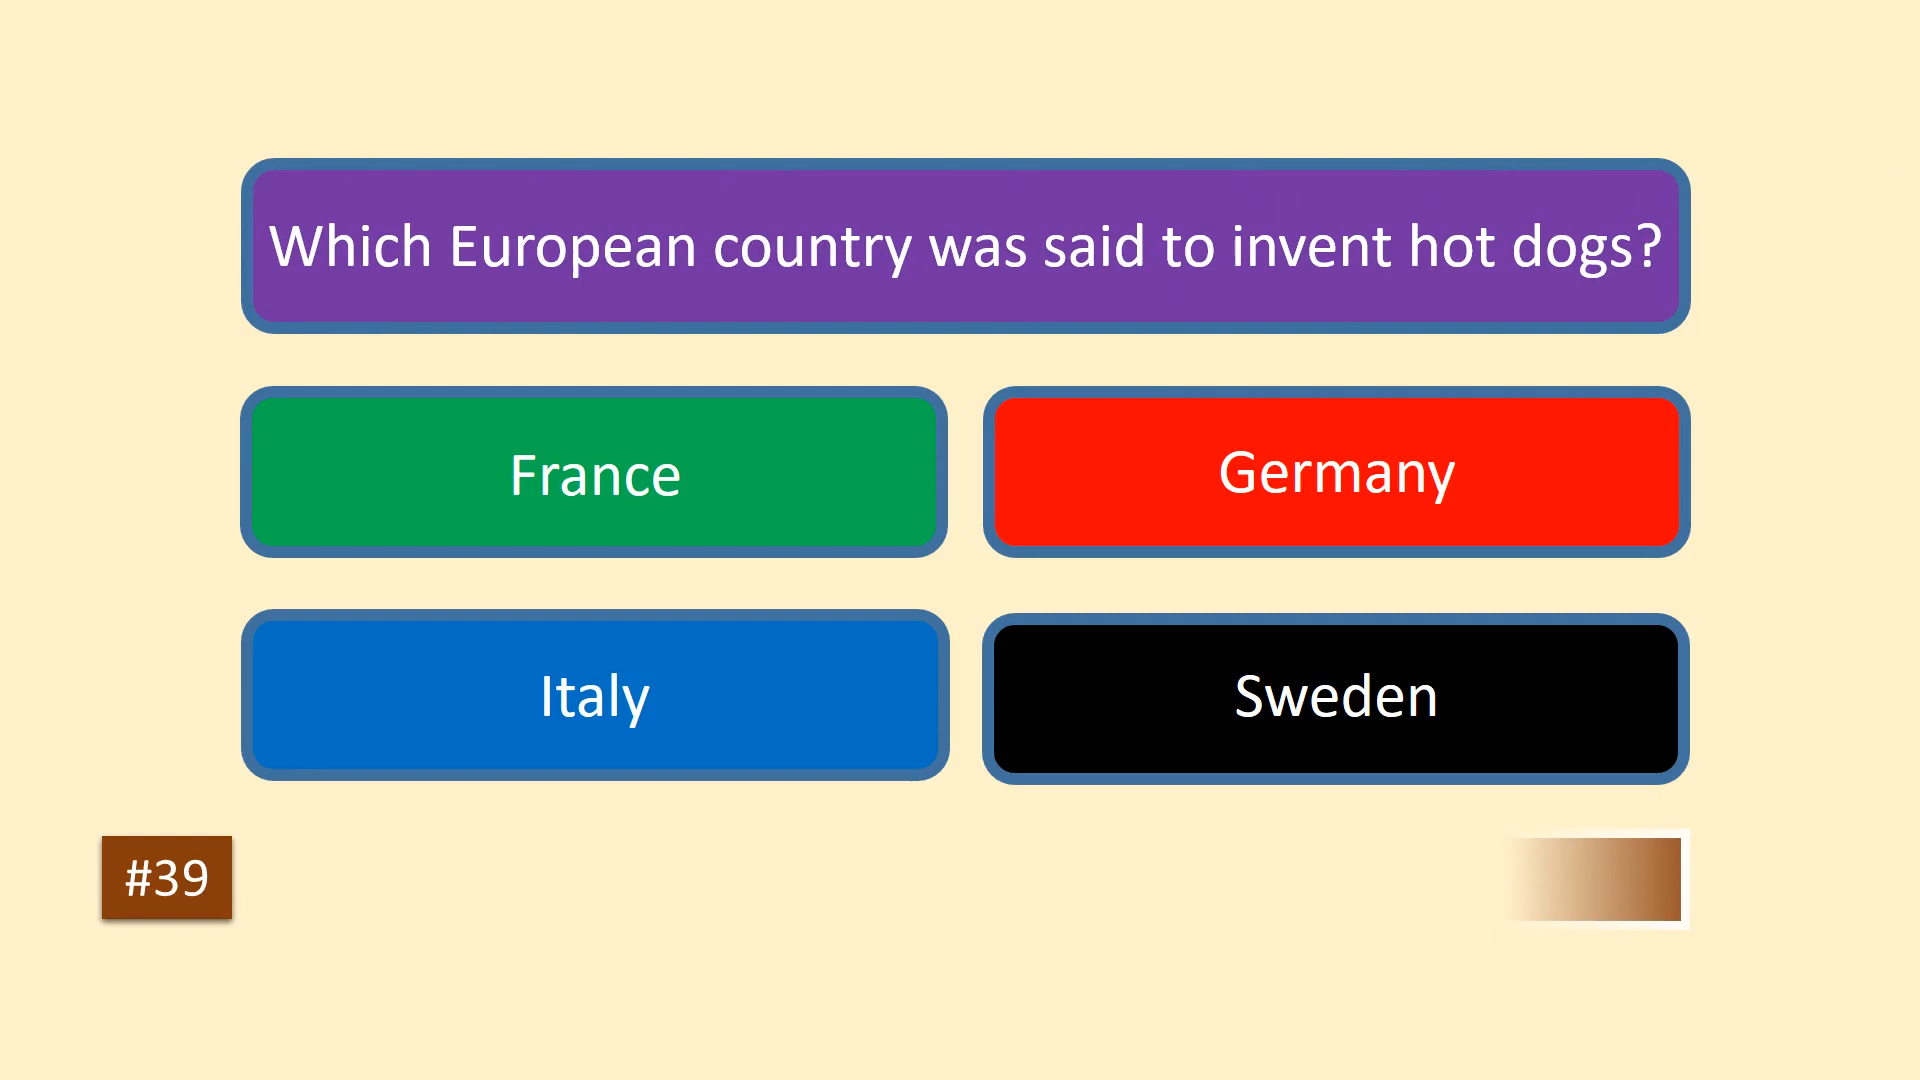 Which European country was said to invent hot dogs?
France
Germany
Italy
Sweden
#39